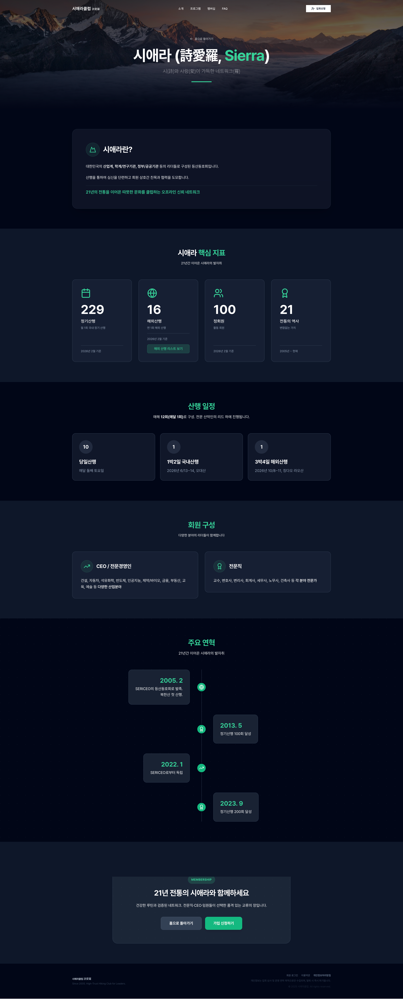 시애라클럽 詩愛羅
소개 프로그램 멤버십 FAQ
입회신청
← 홈으로 돌아가기
시애라 (詩愛羅, Sierra)
시(詩)와 사랑(愛)이 가득한 네트워크(羅)
시애라란?
대한민국의 산업계, 학계/연구기관, 정부/공공기관 등의 리더들로 구성된 등산동호회입니다.
산행을 통하여 심신을 단련하고 회원 상호간 친목과 협력을 도모합니다.
21년의 전통을 이어온 따뜻한 문화를 클럽하는 오프라인 신뢰 네트워크
시애라 핵심 지표
21년간 이어온 시애라의 발자취
229
정기산행
월 1회 국내 정기 산행
2026년 2월 기준
16
해외산행
연 1회 해외 산행
2026년 2월 기준
해외 산행 리스트 보기
100
정회원
활동 회원
2026년 2월 기준
21
전통의 역사
변함없는 가치
2005년 – 현재
산행 일정
매해 12회(매달 1회)로 구성. 전문 산악인의 리드 하에 진행됩니다.
10
당일산행
매달 둘째 토요일
1
1박2일 국내산행
2026년 6/13~14, 오대산
1
3박4일 해외산행
2026년 10/8~11, 칭다오 라오산
회원 구성
다양한 분야의 리더들이 함께합니다
CEO / 전문경영인
건설, 자동차, 석유화학, 반도체, 인공지능, 제약/바이오, 금융, 부동산, 교
육, 예술 등 다양한 산업분야
전문직
교수, 변호사, 변리사, 회계사, 세무사, 노무사, 건축사 등 각 분야 전문가
주요 연혁
21년간 이어온 시애라의 발자취
2005. 2
SERICEO의 등산동호회로 발족.
북한산 첫 산행.
2013. 5
정기산행 100회 달성
2022. 1
SERICEO로부터 독립
2023. 9
정기산행 200회 달성
MEMBERSHIP
21년 전통의 시애라와 함께하세요
건강한 루틴과 검증된 네트워크. 전문직·CEO·임원들이 선택한 품격 있는 교류의 장입니다.
홈으로 돌아가기
가입 신청하기
시애라클럽 詩愛羅
Since 2005. High-Trust Hiking Club for Leaders.
회원 로그인 이용약관 개인정보처리방침
개인정보는 입회 심사 및 운영 연락 목적으로만 수집되며, 탈퇴 시 즉시 파기됩니다.
시애라클럽. All rights reserved.